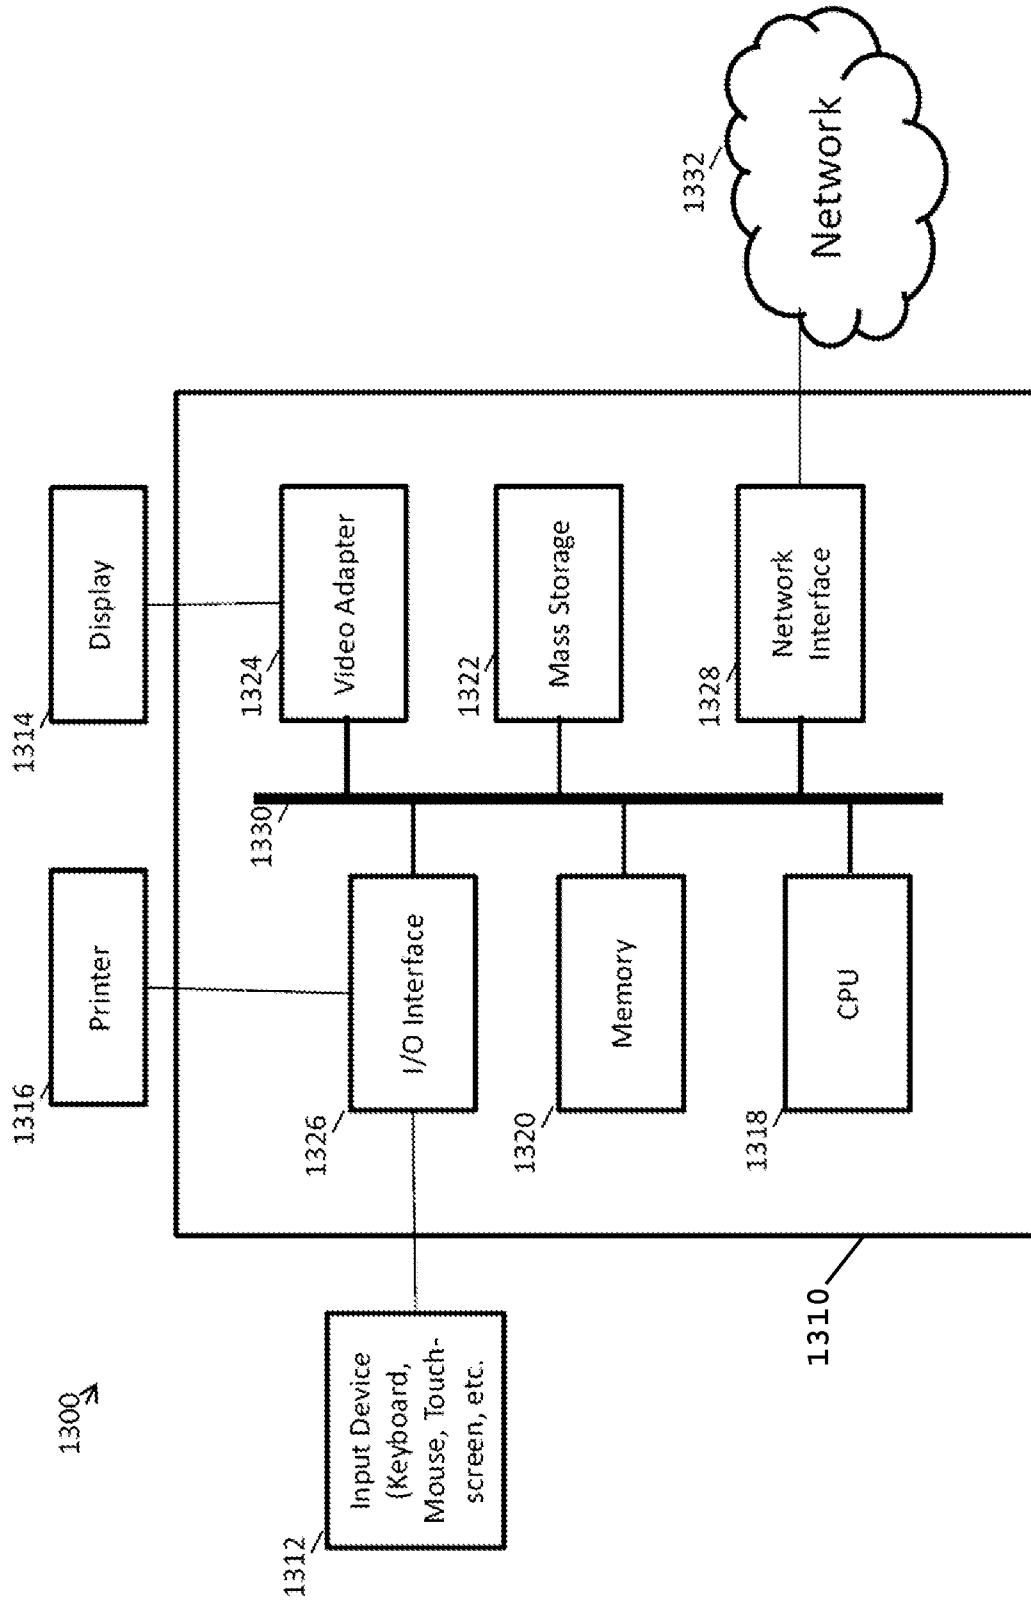 1300
1316
Printer
1314
Display
1312
Input Device
(Keyboard,
Mouse, Touch-
screen, etc.
1326
I/O Interface
1330
1324
Video Adapter
1320
Memory
1322
Mass Storage
1318
CPU
1328
Network
Interface
1332
Network
1310